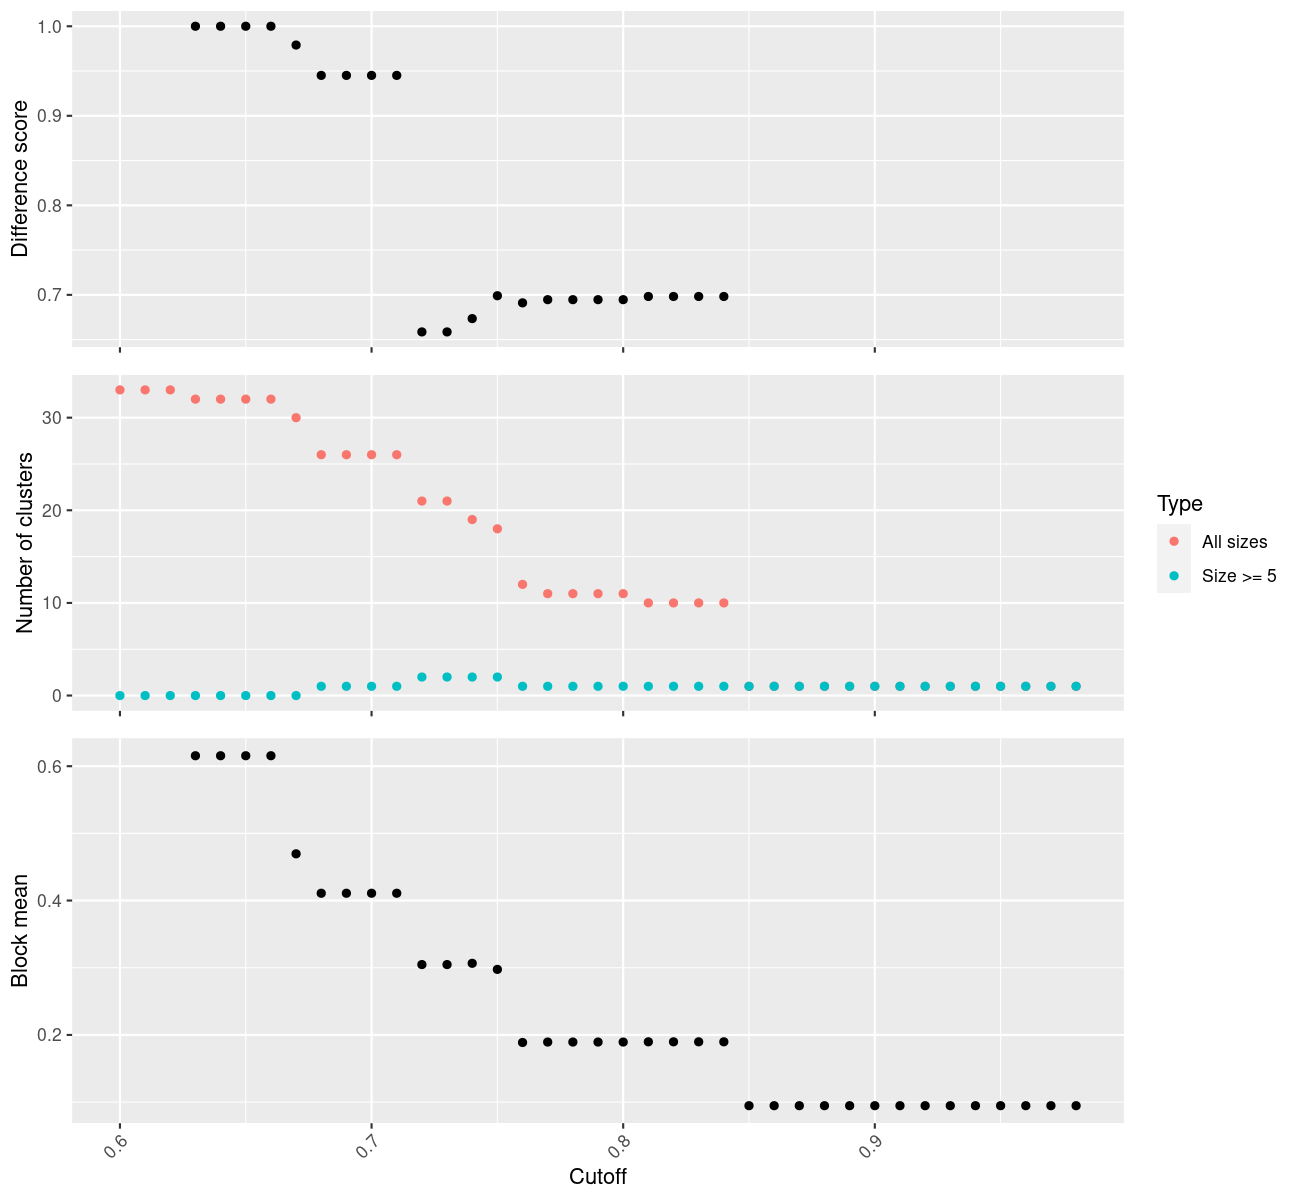 1.0
0.9
0.8
0.7
Difference score
30
20
10
0
Number of clusters
Type
All sizes
Size >= 5
0.6
0.4
0.2
Block mean
0.6
0.7
0.8
0.9
Cutoff